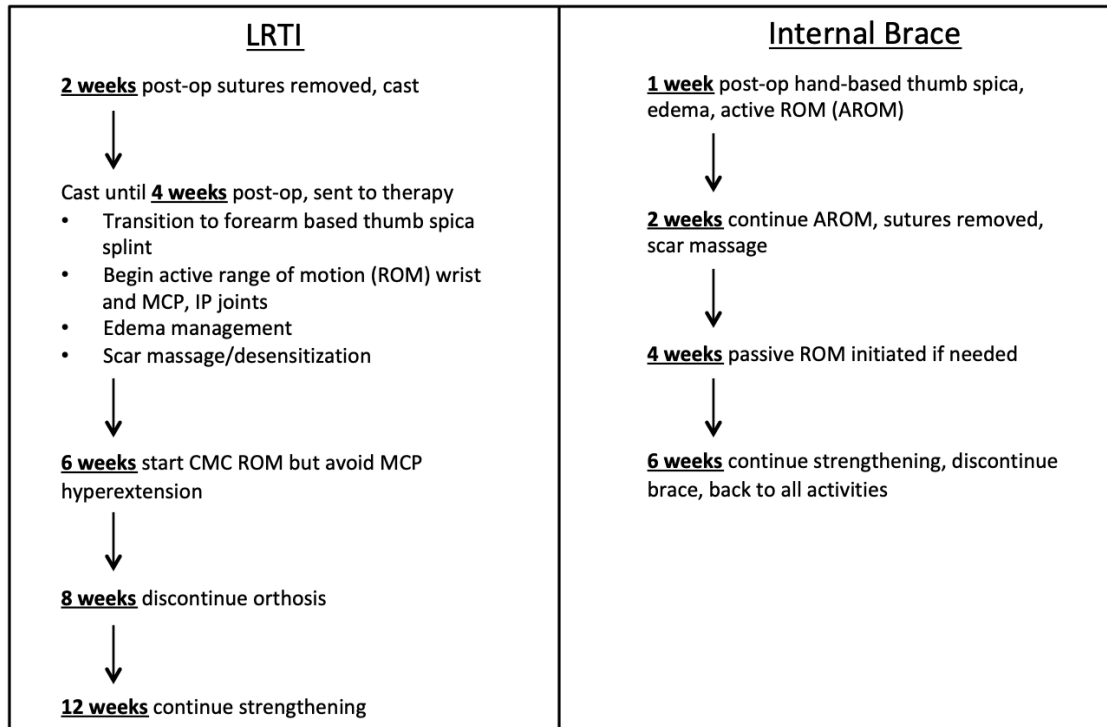 LRTI
2 weeks post-op sutures removed, cast
Cast until 4 weeks post-op, sent to therapy
• Transition to forearm based thumb spica
splint
• Begin active range of motion (ROM) wrist
and MCP, IP joints
• Edema management
• Scar massage/desensitization
6 weeks start CMC ROM but avoid MCP
hyperextension
8 weeks discontinue orthosis
12 weeks continue strengthening
Internal Brace
1 week post-op hand-based thumb spica,
edema, active ROM (AROM)
2 weeks continue AROM, sutures removed,
scar massage
4 weeks passive ROM initiated if needed
6 weeks continue strengthening, discontinue
brace, back to all activities